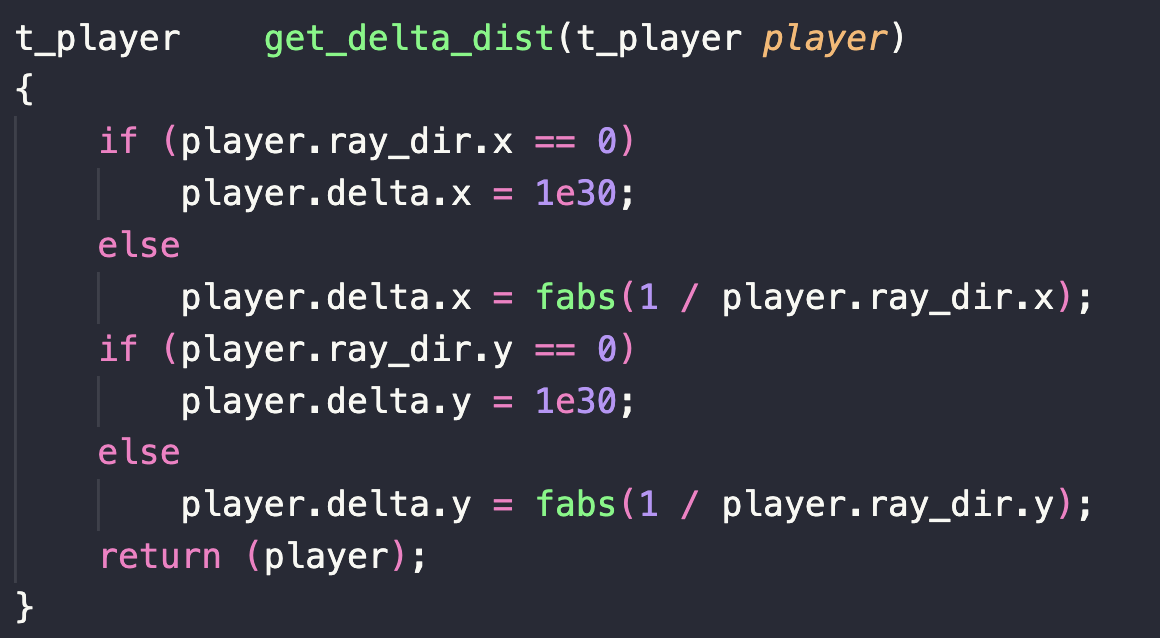 t_player    get_delta_dist(t_player player)
{
    if (player.ray_dir.x == 0)
        player.delta.x = 1e30;
    else
        player.delta.x = fabs(1 / player.ray_dir.x);
    if (player.ray_dir.y == 0)
        player.delta.y = 1e30;
    else
        player.delta.y = fabs(1 / player.ray_dir.y);
    return (player);
}